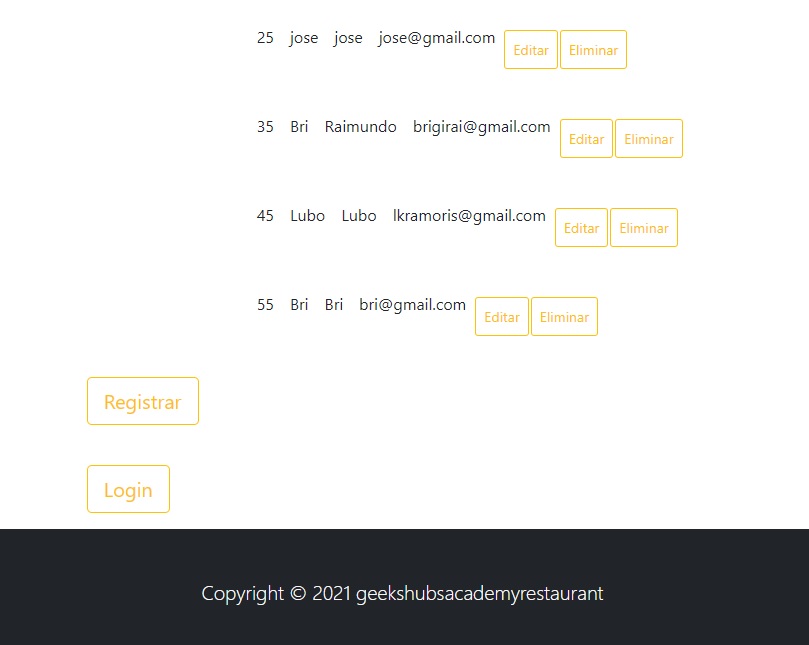 25 jose jose jose@gmail.com Editar Eliminar
35 Bri Raimundo brigirai@gmail.com Editar Eliminar
45 Lubo Lubo lkramoris@gmail.com Editar Eliminar
55 Bri Bri bri@gmail.com Editar Eliminar
Registrar
Login
Copyright © 2021 geekshubsacademyrestaurant